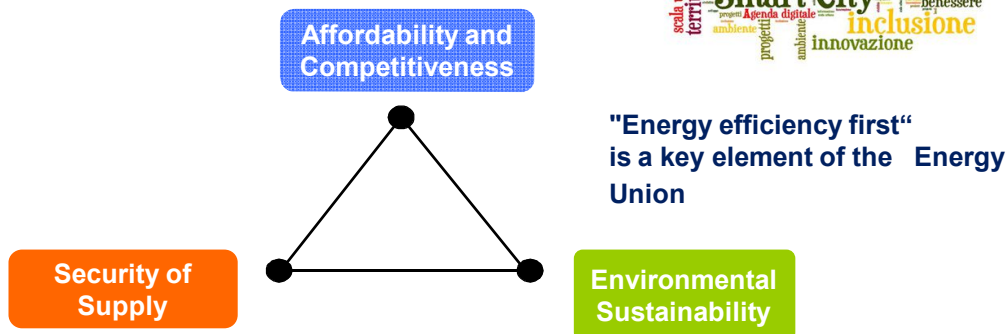 Affordability and
Competitiveness
Smart City
benessere
progetti Agenda digitale
ambiente
inclusione
innovazione
progetti
ambiente
"Energy efficiency first“
is a key element of the Energy
Union
Security of
Supply
Environmental
Sustainability